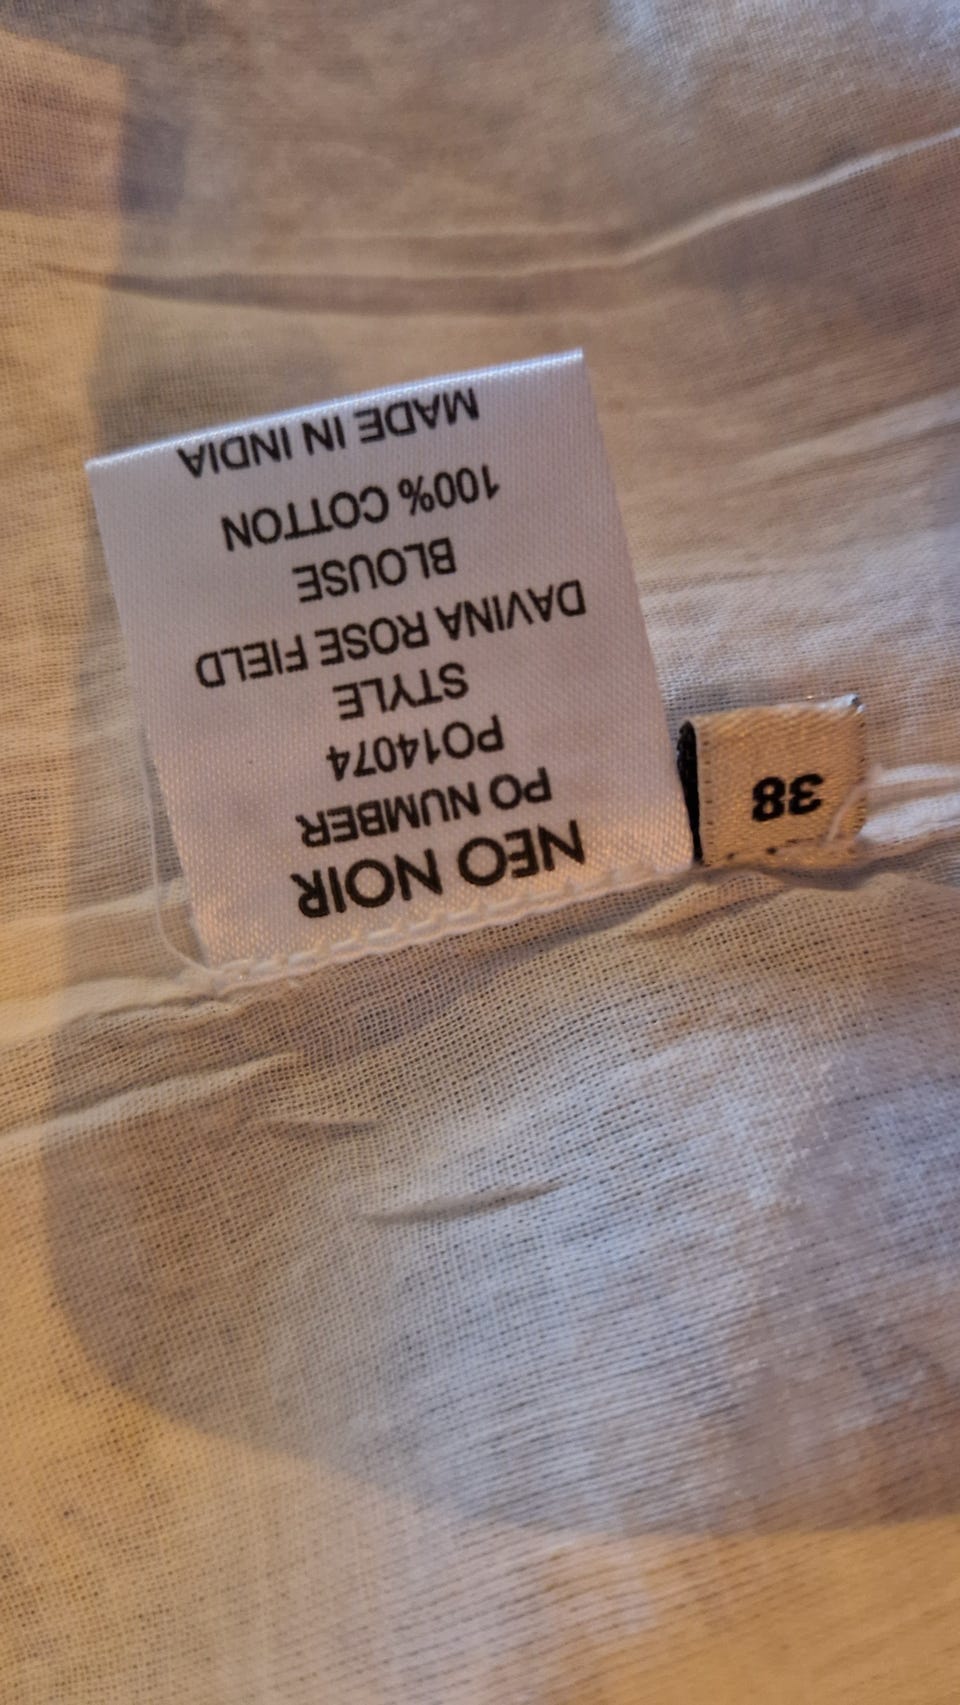 NEO NOIR
PO NUMBER
PO14074
STYLE
DAVINA ROSE FIELD
BLOUSE
100% COTTON
MADE IN INDIA
38